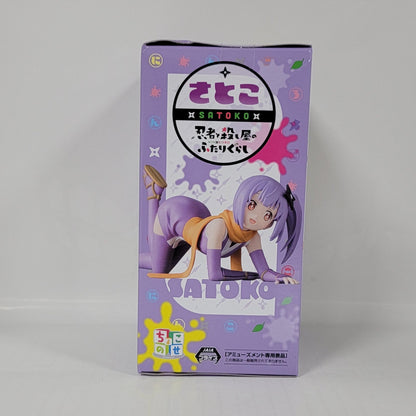 さとこ
SATOKO
忍者と殺し屋の
ふたりぐらし
SATOKO
ちょこ
のせ
【アミューズメント専用景品】